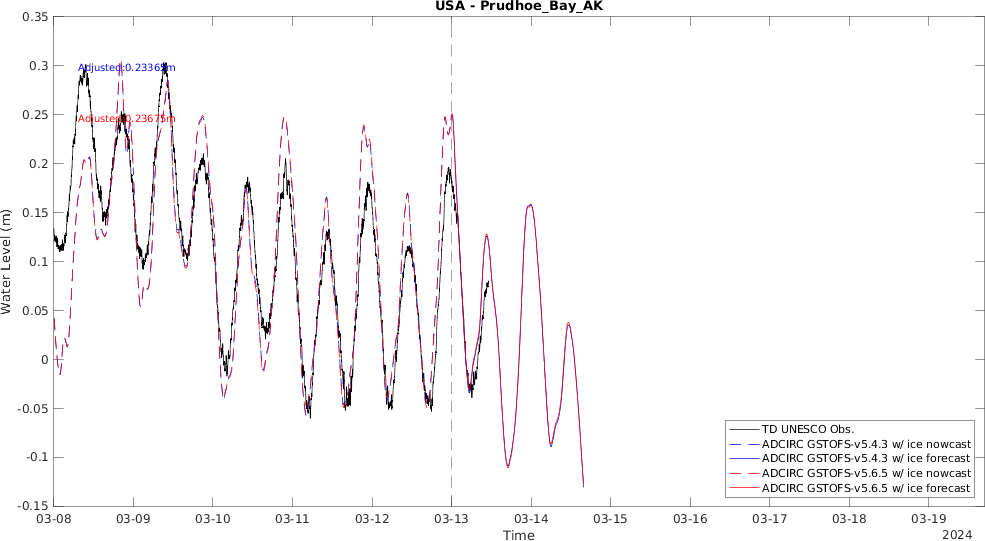 USA - Prudhoe_Bay_AK
Water Level (m)
0.35
0.3
0.25
0.2
0.15
0.1
0.05
0
-0.05
-0.1
-0.15
Adjusted:0.23365m
Adjusted:0.23675m
TD UNESCO Obs.
ADCIRC GSTOFS-v5.4.3 w/ ice nowcast
ADCIRC GSTOFS-v5.4.3 w/ ice forecast
ADCIRC GSTOFS-v5.6.5 w/ ice nowcast
ADCIRC GSTOFS-v5.6.5 w/ ice forecast
03-08 03-09 03-10 03-11 03-12 03-13 03-14 03-15 03-16 03-17 03-18 03-19
Time
2024